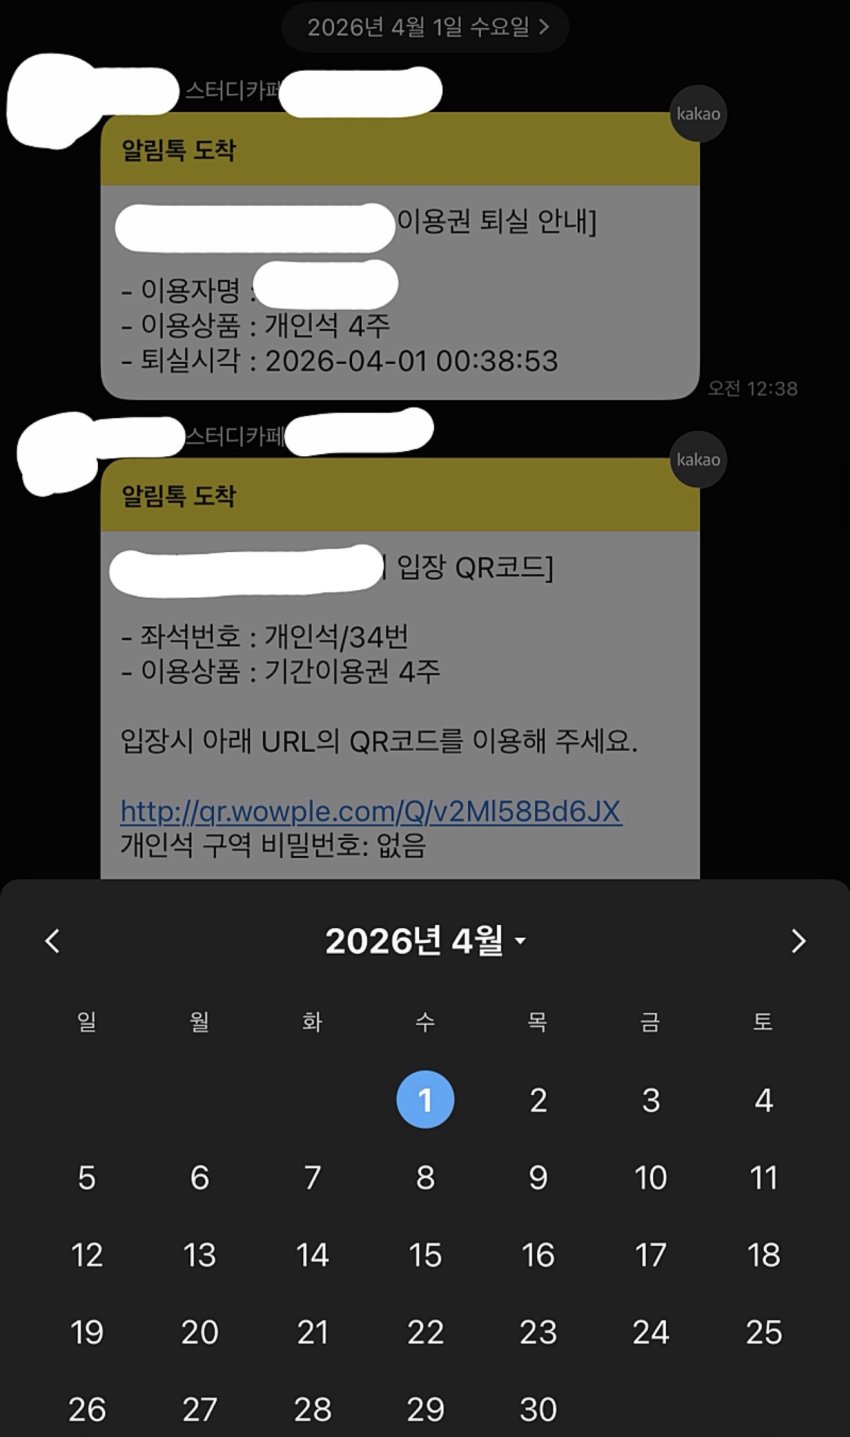 2026년 4월 1일 수요일 >
스터디카페
kakao
알림톡 도착
이용권 퇴실 안내]
- 이용자명 :
- 이용상품 : 개인석 4주
- 퇴실시각 : 2026-04-01 00:38:53
오전 12:38
스터디카페
kakao
알림톡 도착
입장 QR코드]
- 좌석번호 : 개인석/34번
- 이용상품 : 기간이용권 4주
입장시 아래 URL의 QR코드를 이용해 주세요.
http://qr.wowple.com/Q/v2Ml58Bd6JX
개인석 구역 비밀번호: 없음
2026년 4월
일 월 화 수 목 금 토
1 2 3 4
5 6 7 8 9 10 11
12 13 14 15 16 17 18
19 20 21 22 23 24 25
26 27 28 29 30